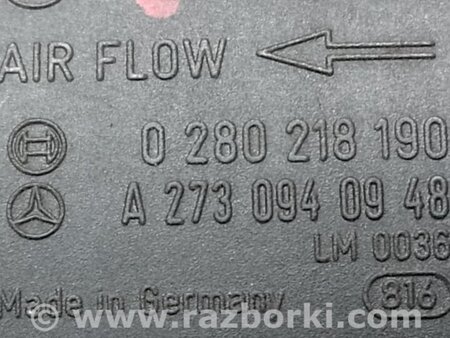 AIR FLOW
0 280 218 190
A 273 094 09 48
LM 0036
Made in Germany 816
www.razborki.com